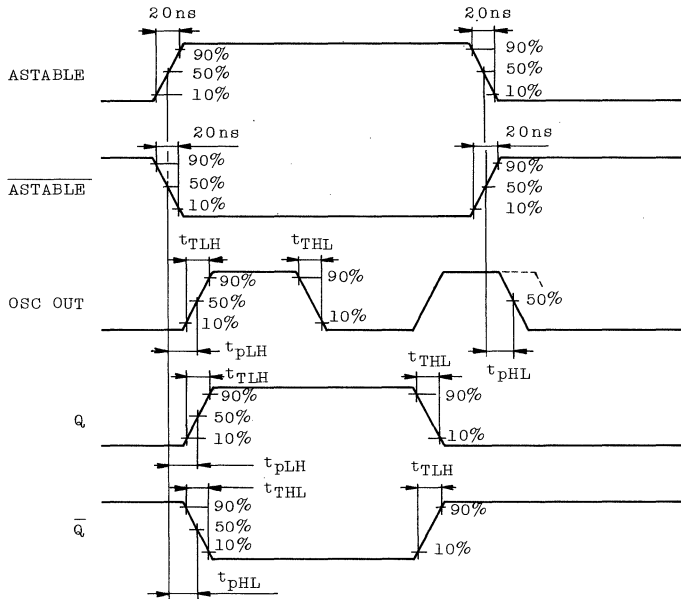 20ns 20ns
90% 90%
ASTABLE 50% 50%
10% 10%
20ns 20ns
90% 90%
A̅S̅T̅A̅B̅L̅E̅ 50% 50%
10% 10%
tTLH tTHL
90% 90%
OSC OUT 50% 50%
10% 10%
tpLH tpHL
tTLH tTHL
90% 90%
Q 50%
10% 10%
tpLH tTLH
tTHL
90% 90%
Q̅ 50%
10% 10%
tpHL